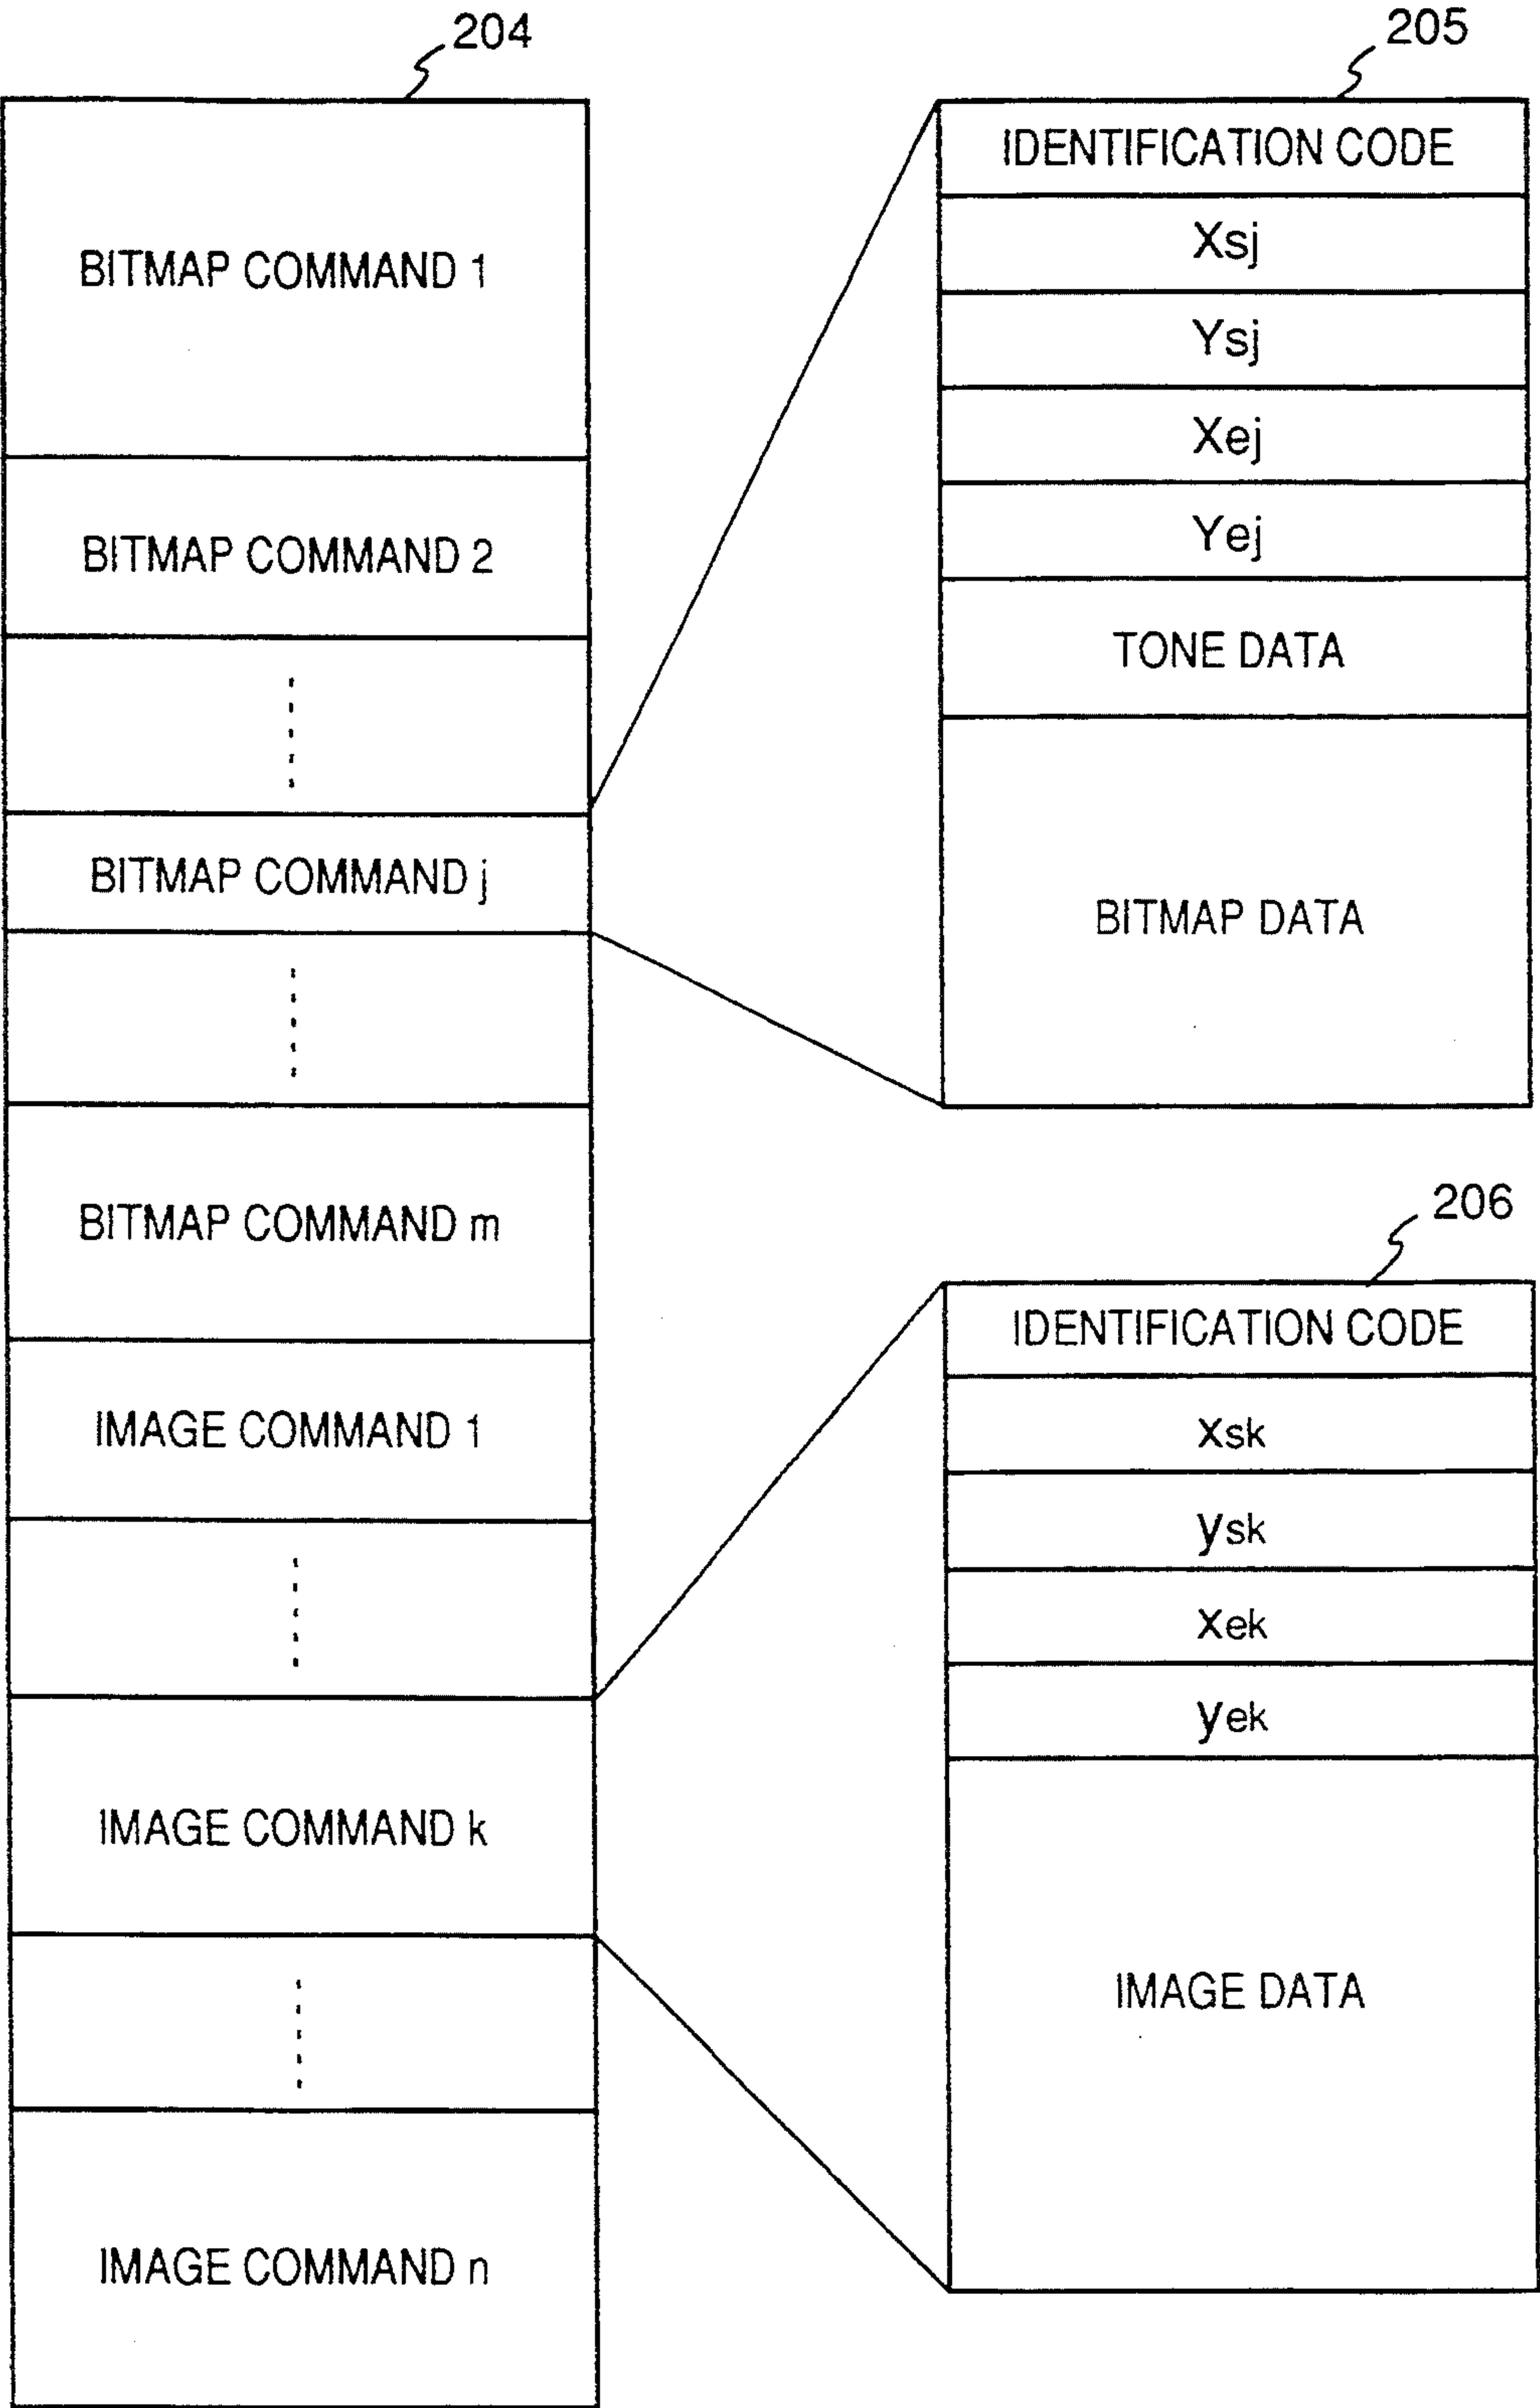 204
BITMAP COMMAND 1
BITMAP COMMAND 2
BITMAP COMMAND j
BITMAP COMMAND m
IMAGE COMMAND 1
IMAGE COMMAND k
IMAGE COMMAND n
205
IDENTIFICATION CODE
Xsj
Ysj
Xej
Yej
TONE DATA
BITMAP DATA
206
IDENTIFICATION CODE
xsk
ysk
xek
yek
IMAGE DATA